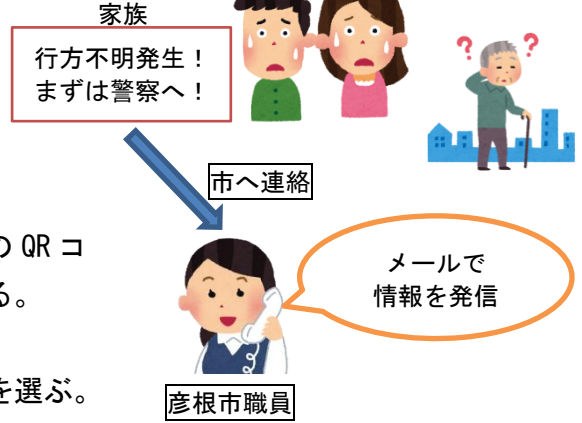 家族
行方不明発生！
まずは警察へ！
？ ？
市へ連絡
の QR コ
る。
メールで
情報を発信
を選ぶ。
彦根市職員